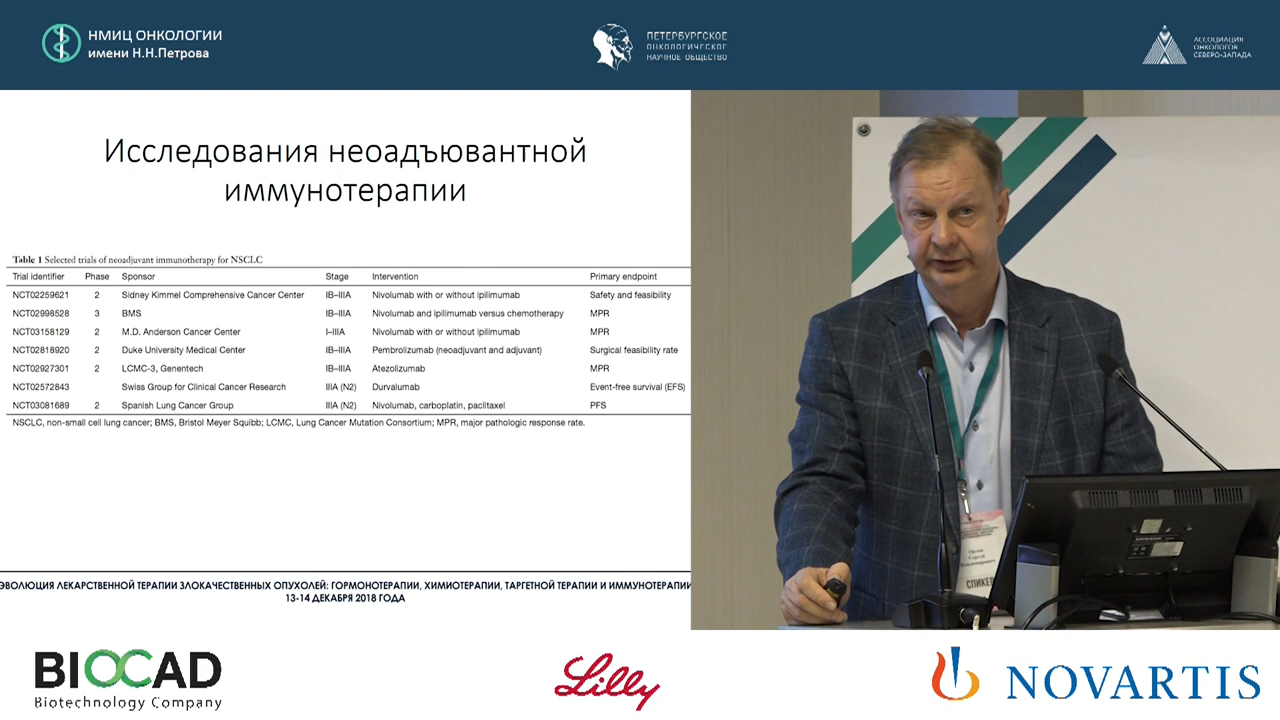 НМИЦ ОНКОЛОГИИ
имени Н.Н.Петрова
ПЕТЕРБУРГСКОЕ
ОНКОЛОГИЧЕСКОЕ
НАУЧНОЕ ОБЩЕСТВО
АССОЦИАЦИЯ
ОНКОЛОГОВ
СЕВЕРО-ЗАПАДА
Исследования неоадъювантной
иммунотерапии
Table 1 Selected trials of neoadjuvant immunotherapy for NSCLC
Trial identifier Phase Sponsor Stage Intervention Primary endpoint
NCT02259621 2 Sidney Kimmel Comprehensive Cancer Center IB–IIIA Nivolumab with or without ipilimumab Safety and feasibility
NCT02998528 3 BMS IB–IIIA Nivolumab and ipilimumab versus chemotherapy MPR
NCT03158129 2 M.D. Anderson Cancer Center I–IIIA Nivolumab with or without ipilimumab MPR
NCT02818920 2 Duke University Medical Center IB–IIIA Pembrolizumab (neoadjuvant and adjuvant) Surgical feasibility rate
NCT02927301 2 LCMC-3, Genentech IB–IIIA Atezolizumab MPR
NCT02572843 Swiss Group for Clinical Cancer Research IIIA (N2) Durvalumab Event-free survival (EFS)
NCT03081689 2 Spanish Lung Cancer Group IIIA (N2) Nivolumab, carboplatin, paclitaxel PFS
NSCLC, non-small cell lung cancer; BMS, Bristol Meyer Squibb; LCMC, Lung Cancer Mutation Consortium; MPR, major pathologic response rate.
ЭВОЛЮЦИЯ ЛЕКАРСТВЕННОЙ ТЕРАПИИ ЗЛОКАЧЕСТВЕННЫХ ОПУХОЛЕЙ: ГОРМОНОТЕРАПИИ, ХИМИОТЕРАПИИ, ТАРГЕТНОЙ ТЕРАПИИ И ИММУНОТЕРАПИИ
13-14 ДЕКАБРЯ 2018 ГОДА
Орлов
Сергей
Владимирович
СПИКЕР
BIOCAD
Biotechnology Company
Lilly
NOVARTIS